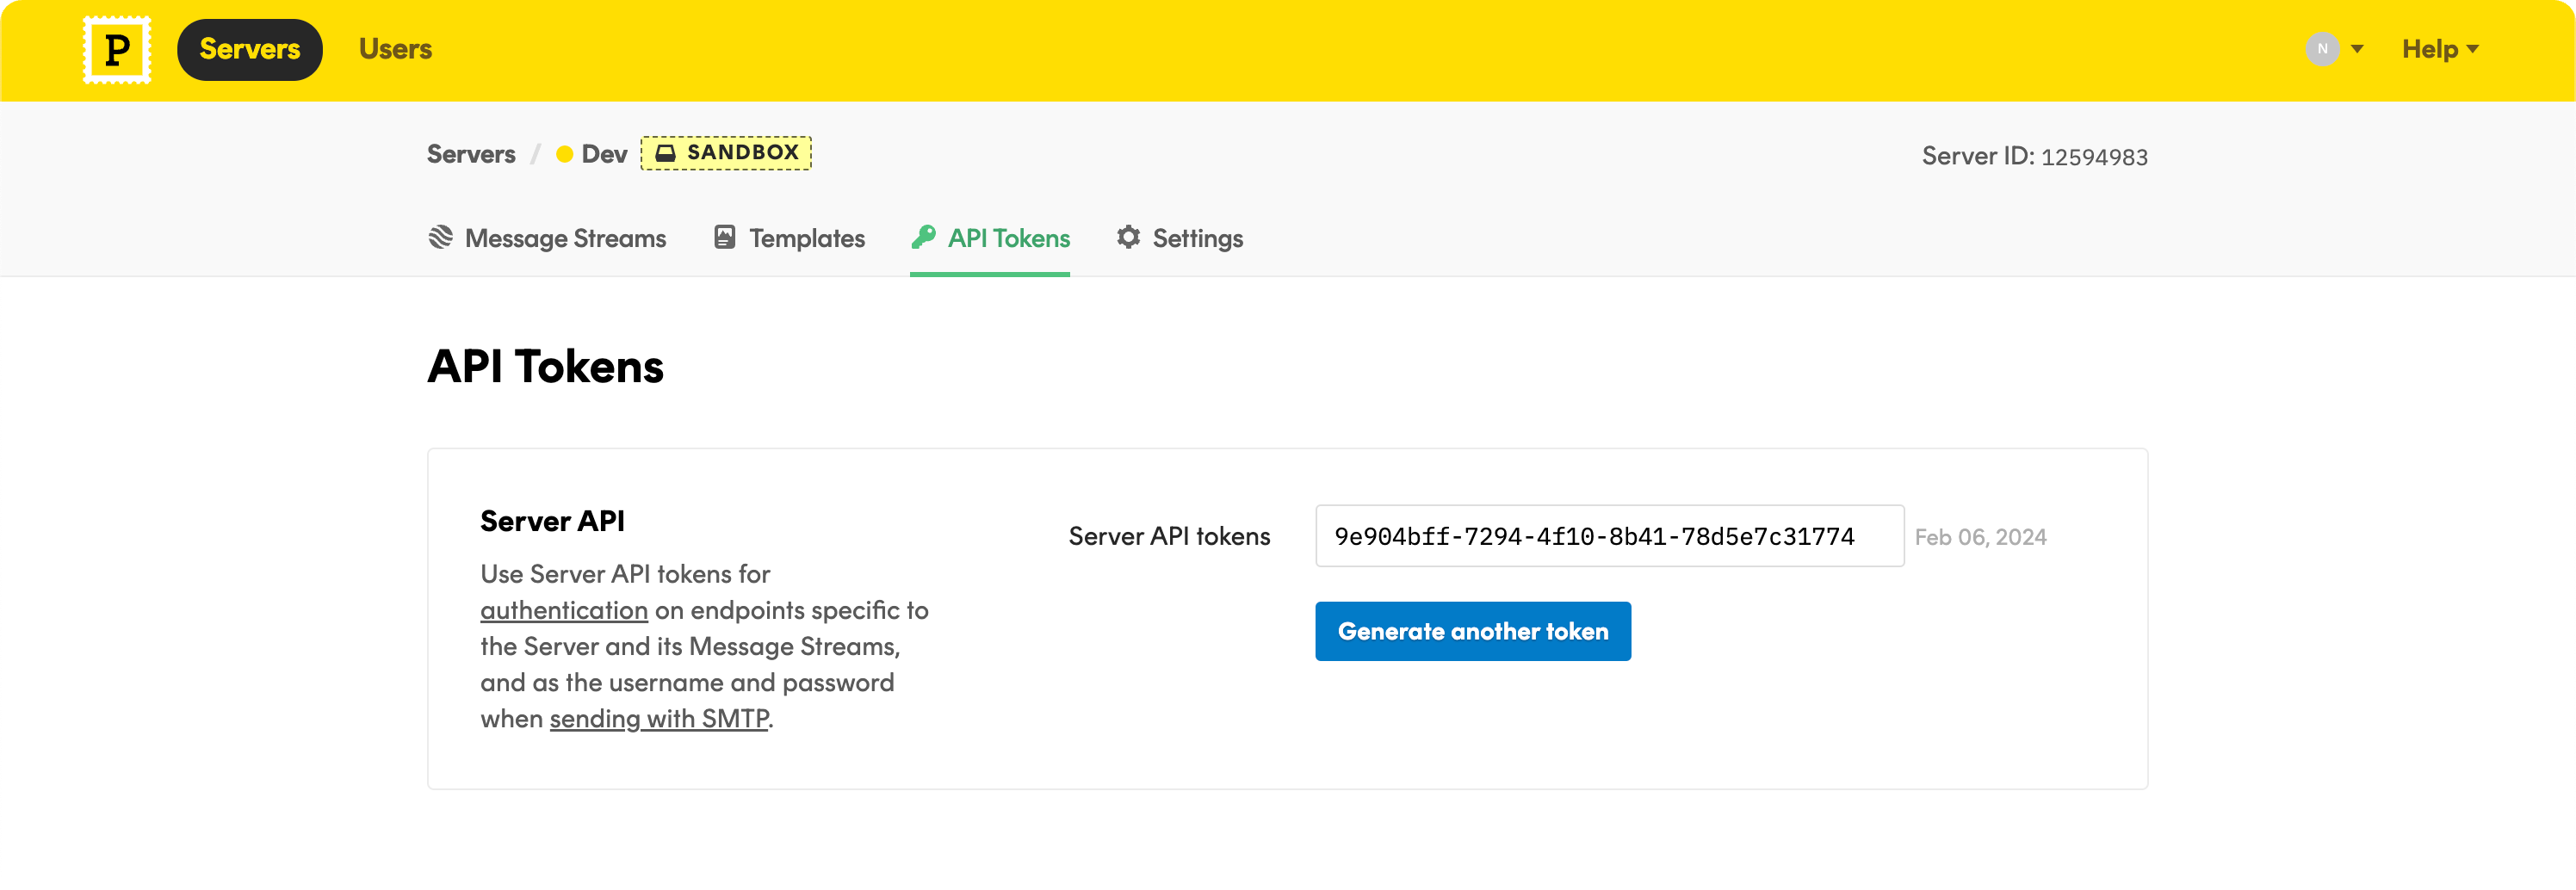 P Servers Users N Help
Servers / Dev SANDBOX Server ID: 12594983
Message Streams Templates API Tokens Settings
API Tokens
Server API
Use Server API tokens for
authentication on endpoints specific to
the Server and its Message Streams,
and as the username and password
when sending with SMTP.
Server API tokens 9e904bff-7294-4f10-8b41-78d5e7c31774 Feb 06, 2024
Generate another token